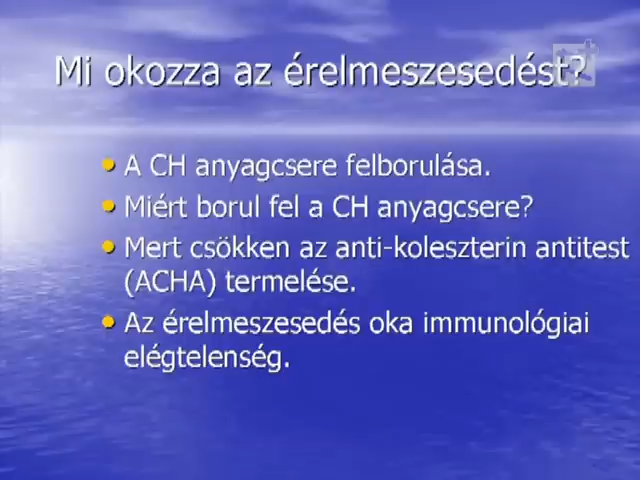 Mi okozza az érelmeszesedést?
• A CH anyagcsere felborulása.
• Miért borul fel a CH anyagcsere?
• Mert csökken az anti-koleszterin antitest
(ACHA) termelése.
• Az érelmeszesedés oka immunológiai
elégtelenség.